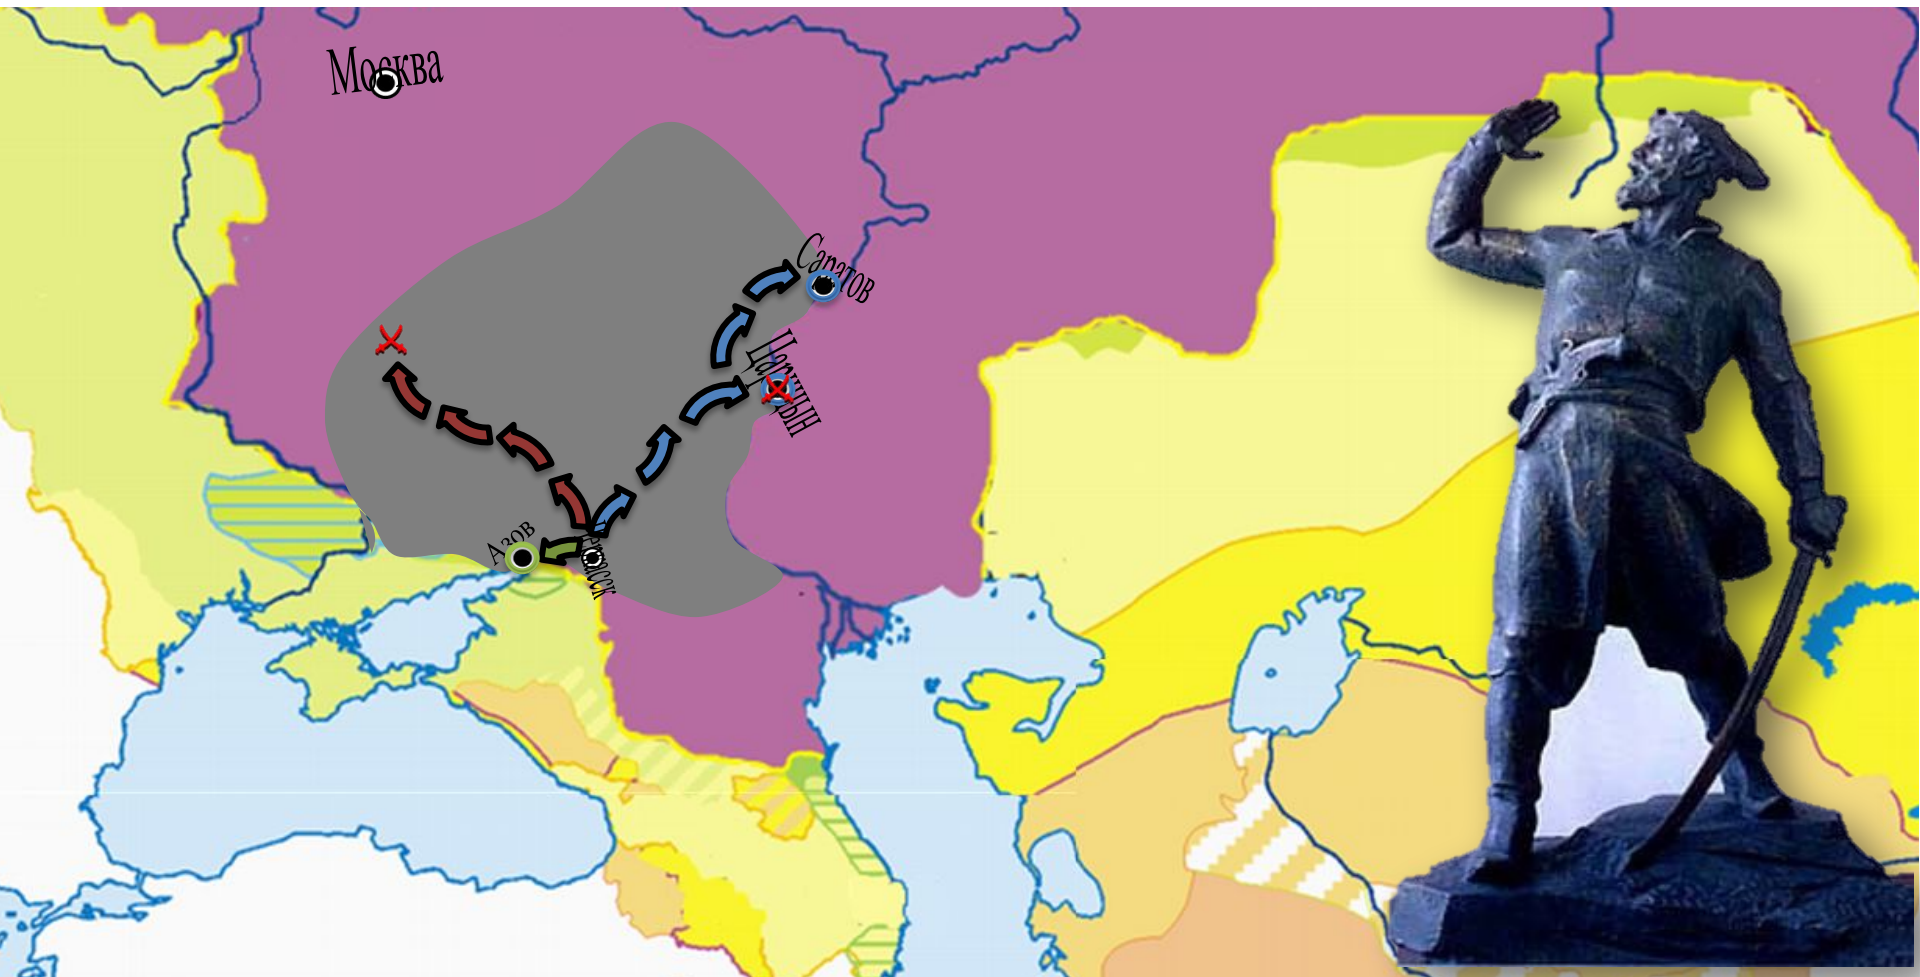 Москва
Саратов
Царицын
Азов
Черкасск